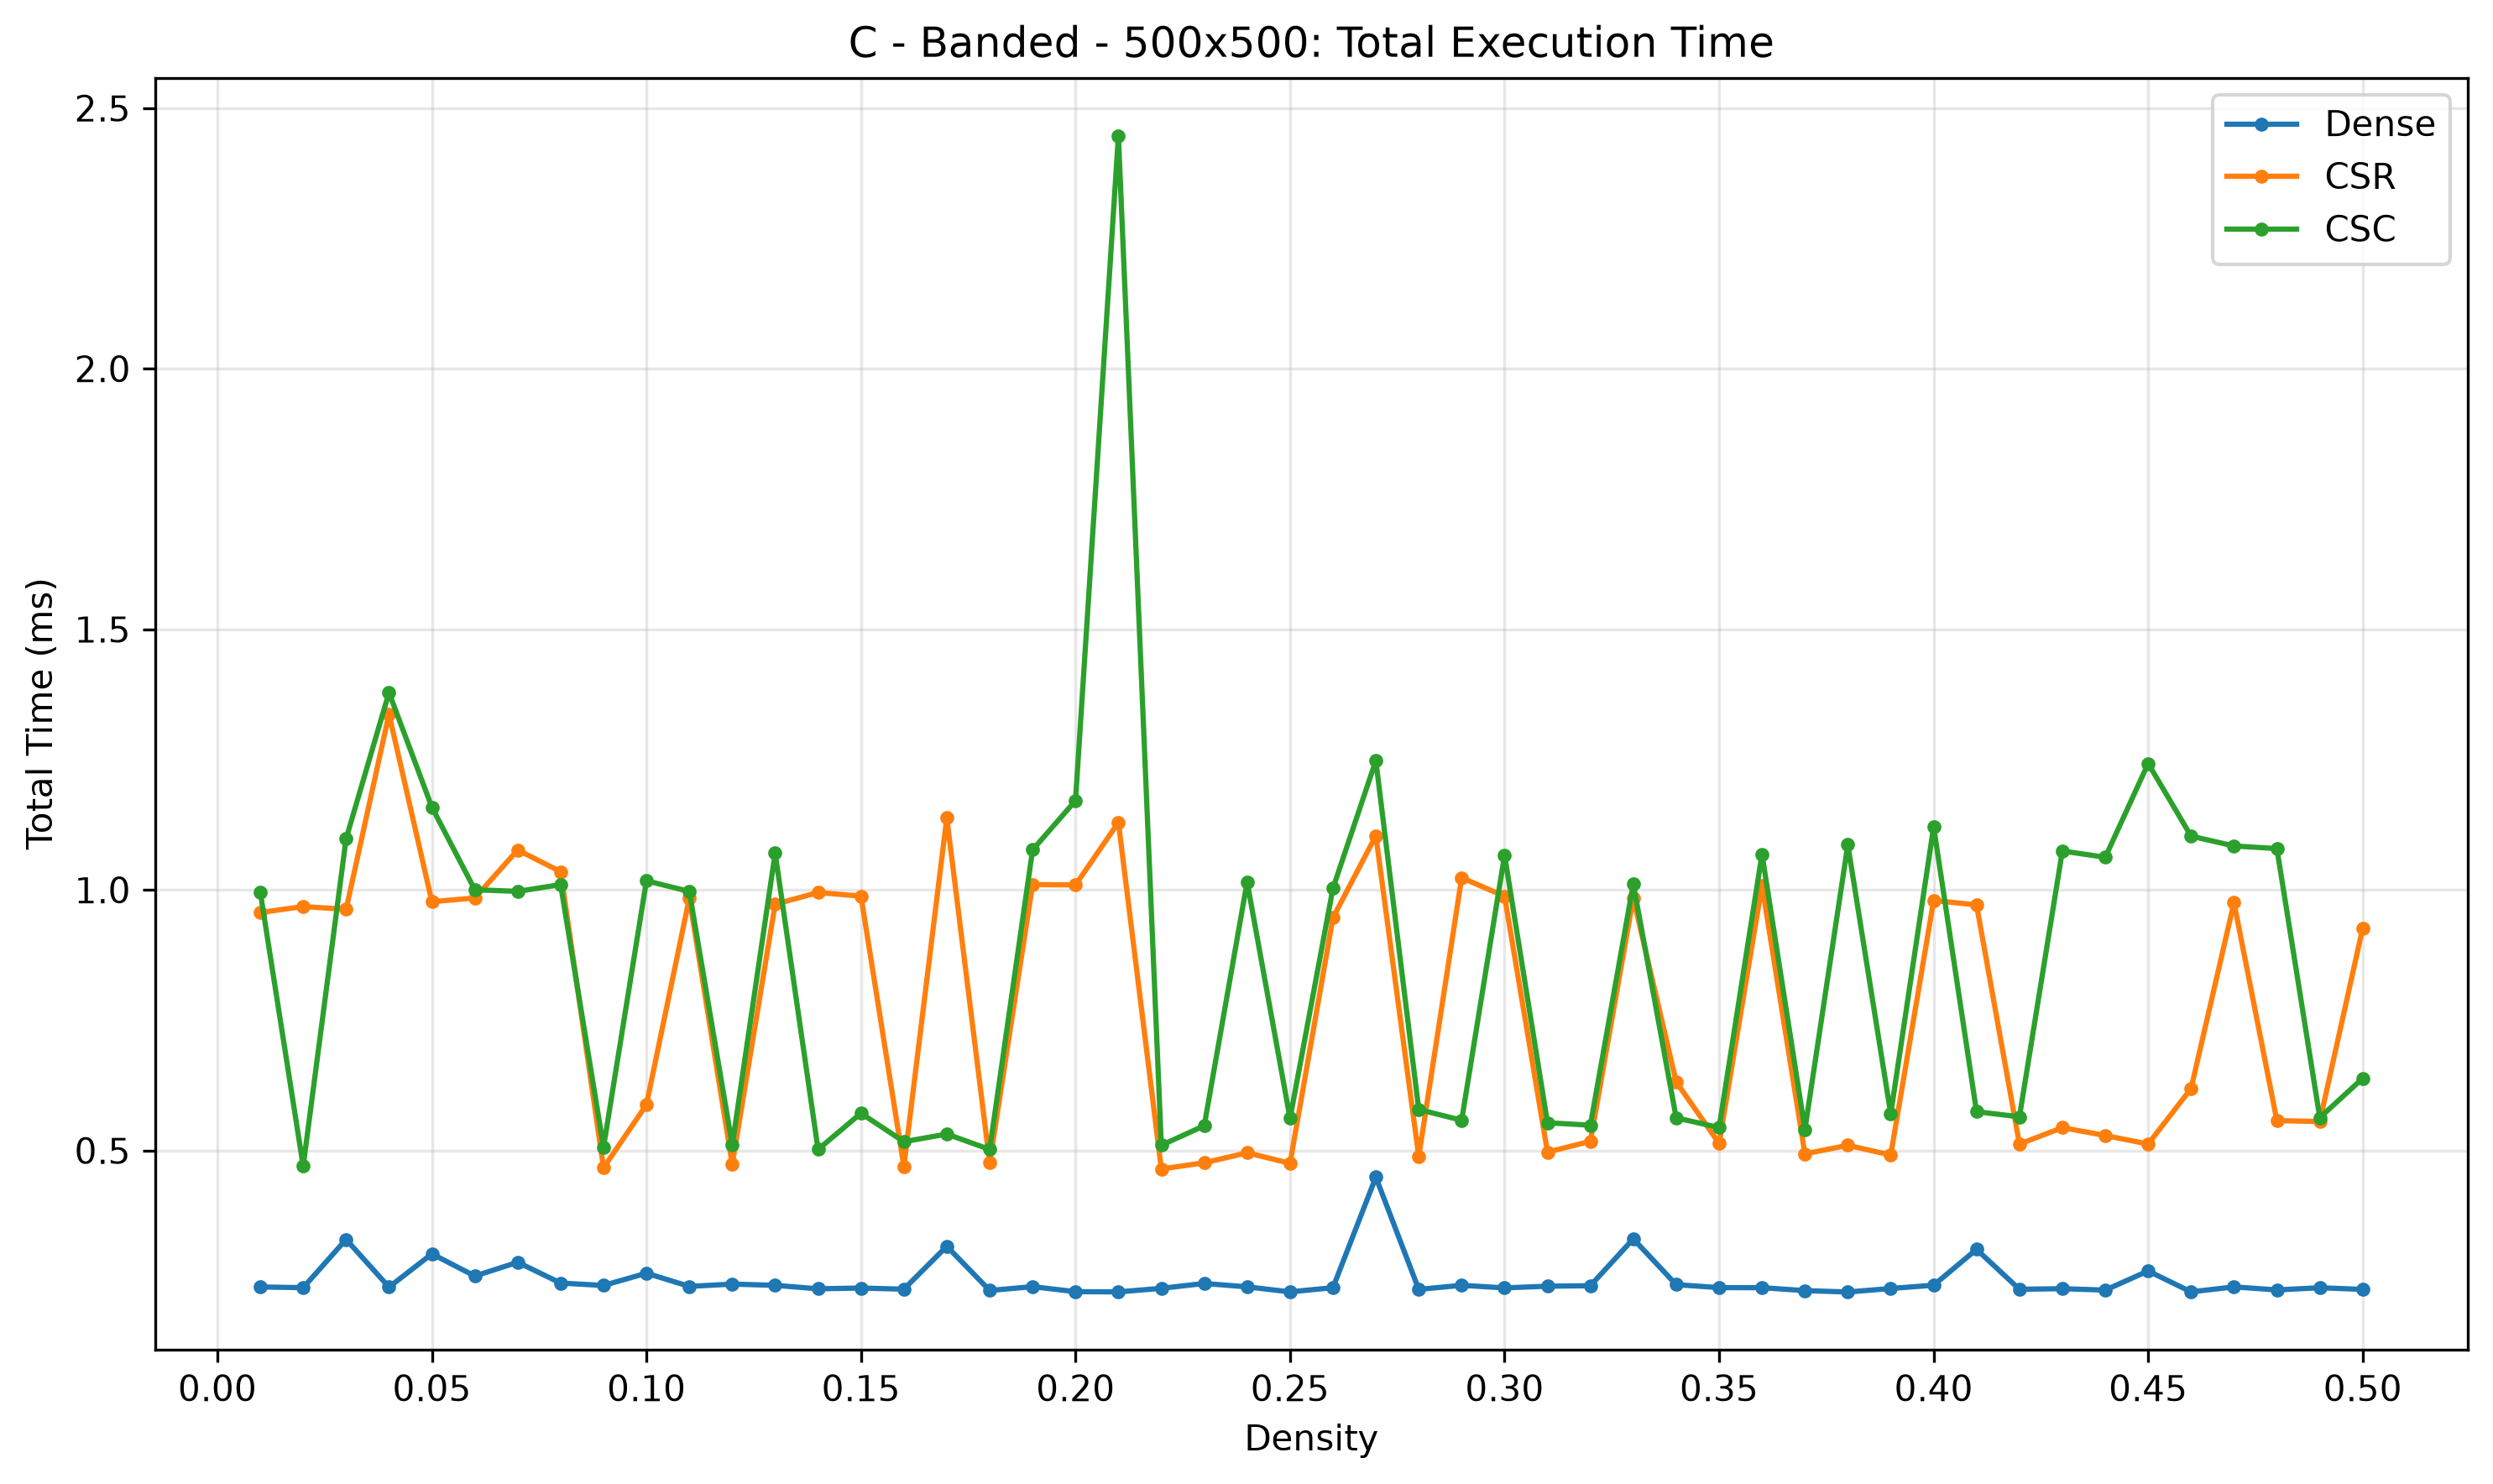 C - Banded - 500x500: Total Execution Time
2.5
2.0
1.5
1.0
0.5
Total Time (ms)
Dense
CSR
CSC
0.00 0.05 0.10 0.15 0.20 0.25 0.30 0.35 0.40 0.45 0.50
Density